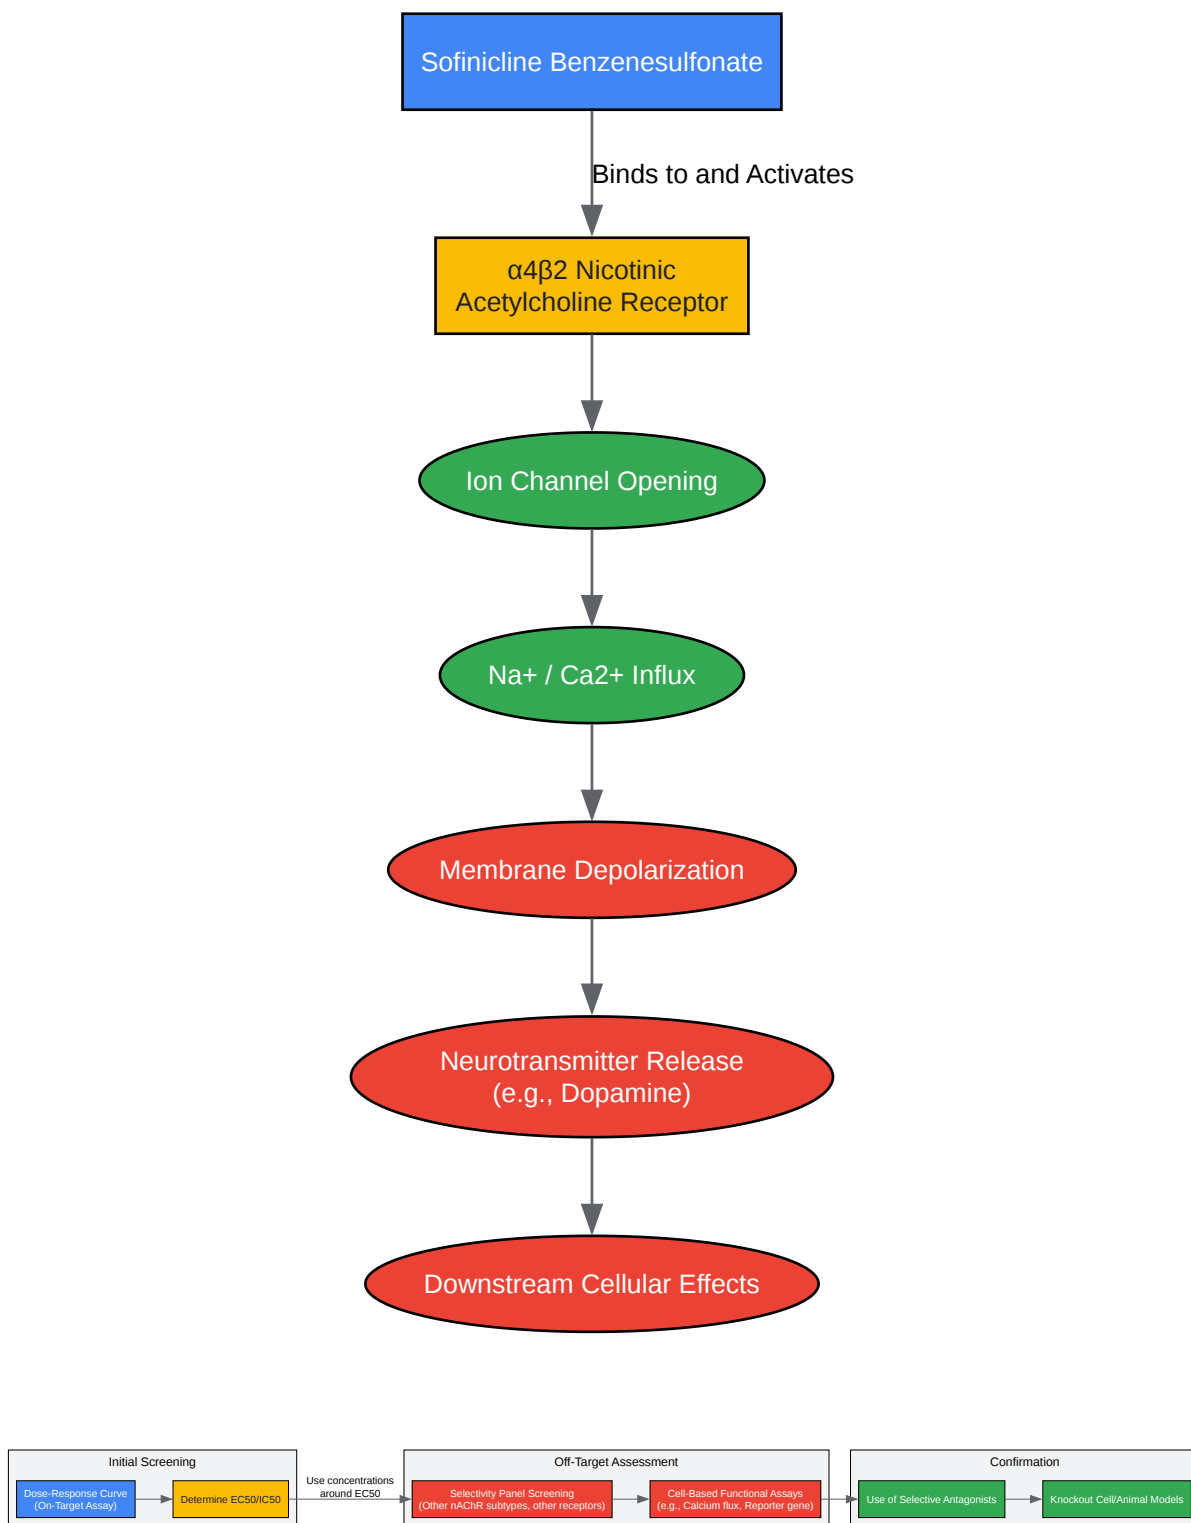 Sofinicline Benzenesulfonate
Binds to and Activates
α4β2 Nicotinic
Acetylcholine Receptor
Ion Channel Opening
Na+ / Ca2+ Influx
Membrane Depolarization
Neurotransmitter Release
(e.g., Dopamine)
Downstream Cellular Effects
Initial Screening
Dose-Response Curve
(On-Target Assay)
Determine EC50/IC50
Use concentrations
around EC50
Off-Target Assessment
Selectivity Panel Screening
(Other nAChR subtypes, other receptors)
Cell-Based Functional Assays
(e.g., Calcium flux, Reporter gene)
Confirmation
Use of Selective Antagonists
Knockout Cell/Animal Models